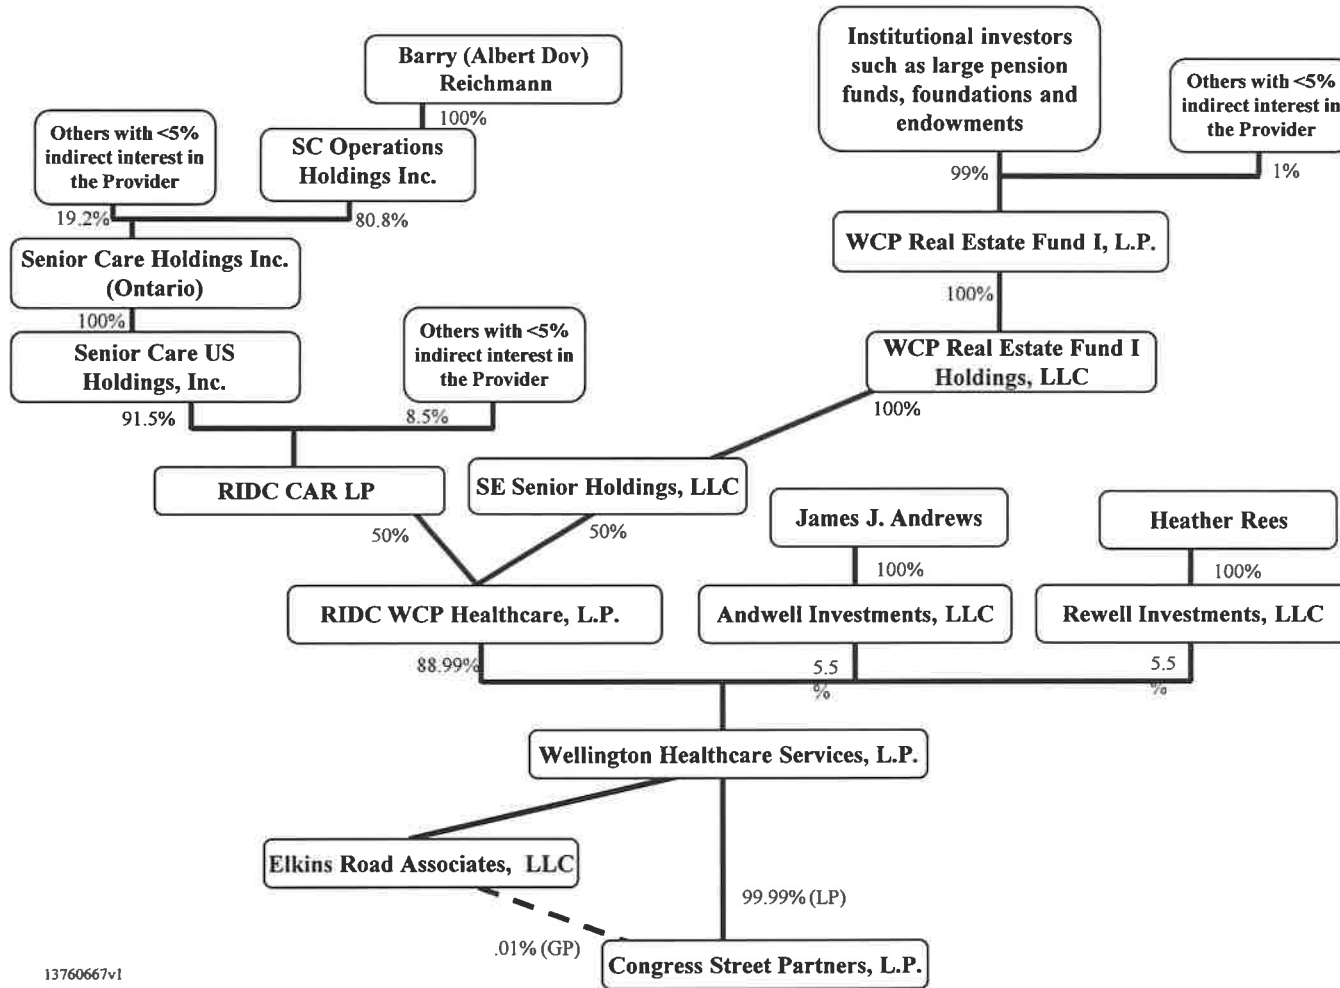 Institutional investors
such as large pension
funds, foundations and
endowments
Others with <5%
indirect interest in
the Provider
Barry (Albert Dov)
Reichmann
100%
Others with <5%
indirect interest in
the Provider
SC Operations
Holdings Inc.
99%
1%
19.2%
80.8%
WCP Real Estate Fund I, L.P.
Senior Care Holdings Inc.
(Ontario)
100%
100%
Senior Care US
Holdings, Inc.
Others with <5%
indirect interest in
the Provider
WCP Real Estate Fund I
Holdings, LLC
91.5%
8.5%
100%
RIDC CAR LP
SE Senior Holdings, LLC
James J. Andrews
Heather Rees
50%
50%
100%
100%
RIDC WCP Healthcare, L.P.
Andwell Investments, LLC
Rewell Investments, LLC
88.99%
5.5
%
5.5
%
Wellington Healthcare Services, L.P.
Elkins Road Associates, LLC
99.99% (LP)
.01% (GP)
Congress Street Partners, L.P.
13760667v1